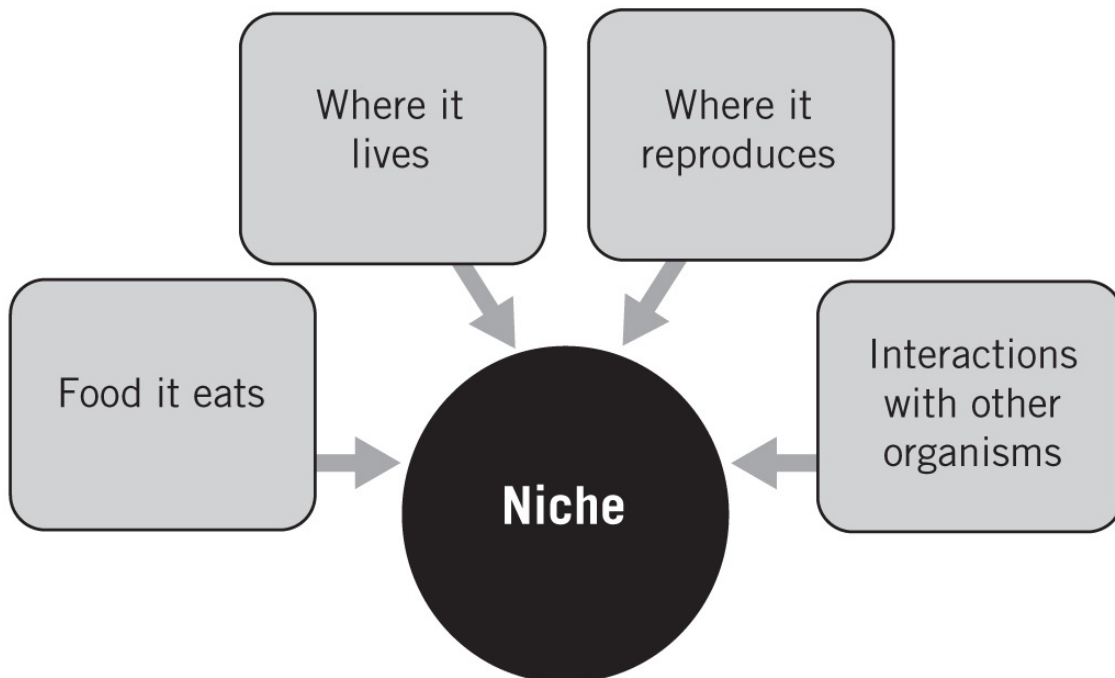 Where it
lives
Where it
reproduces
Food it eats
Interactions
with other
organisms
Niche